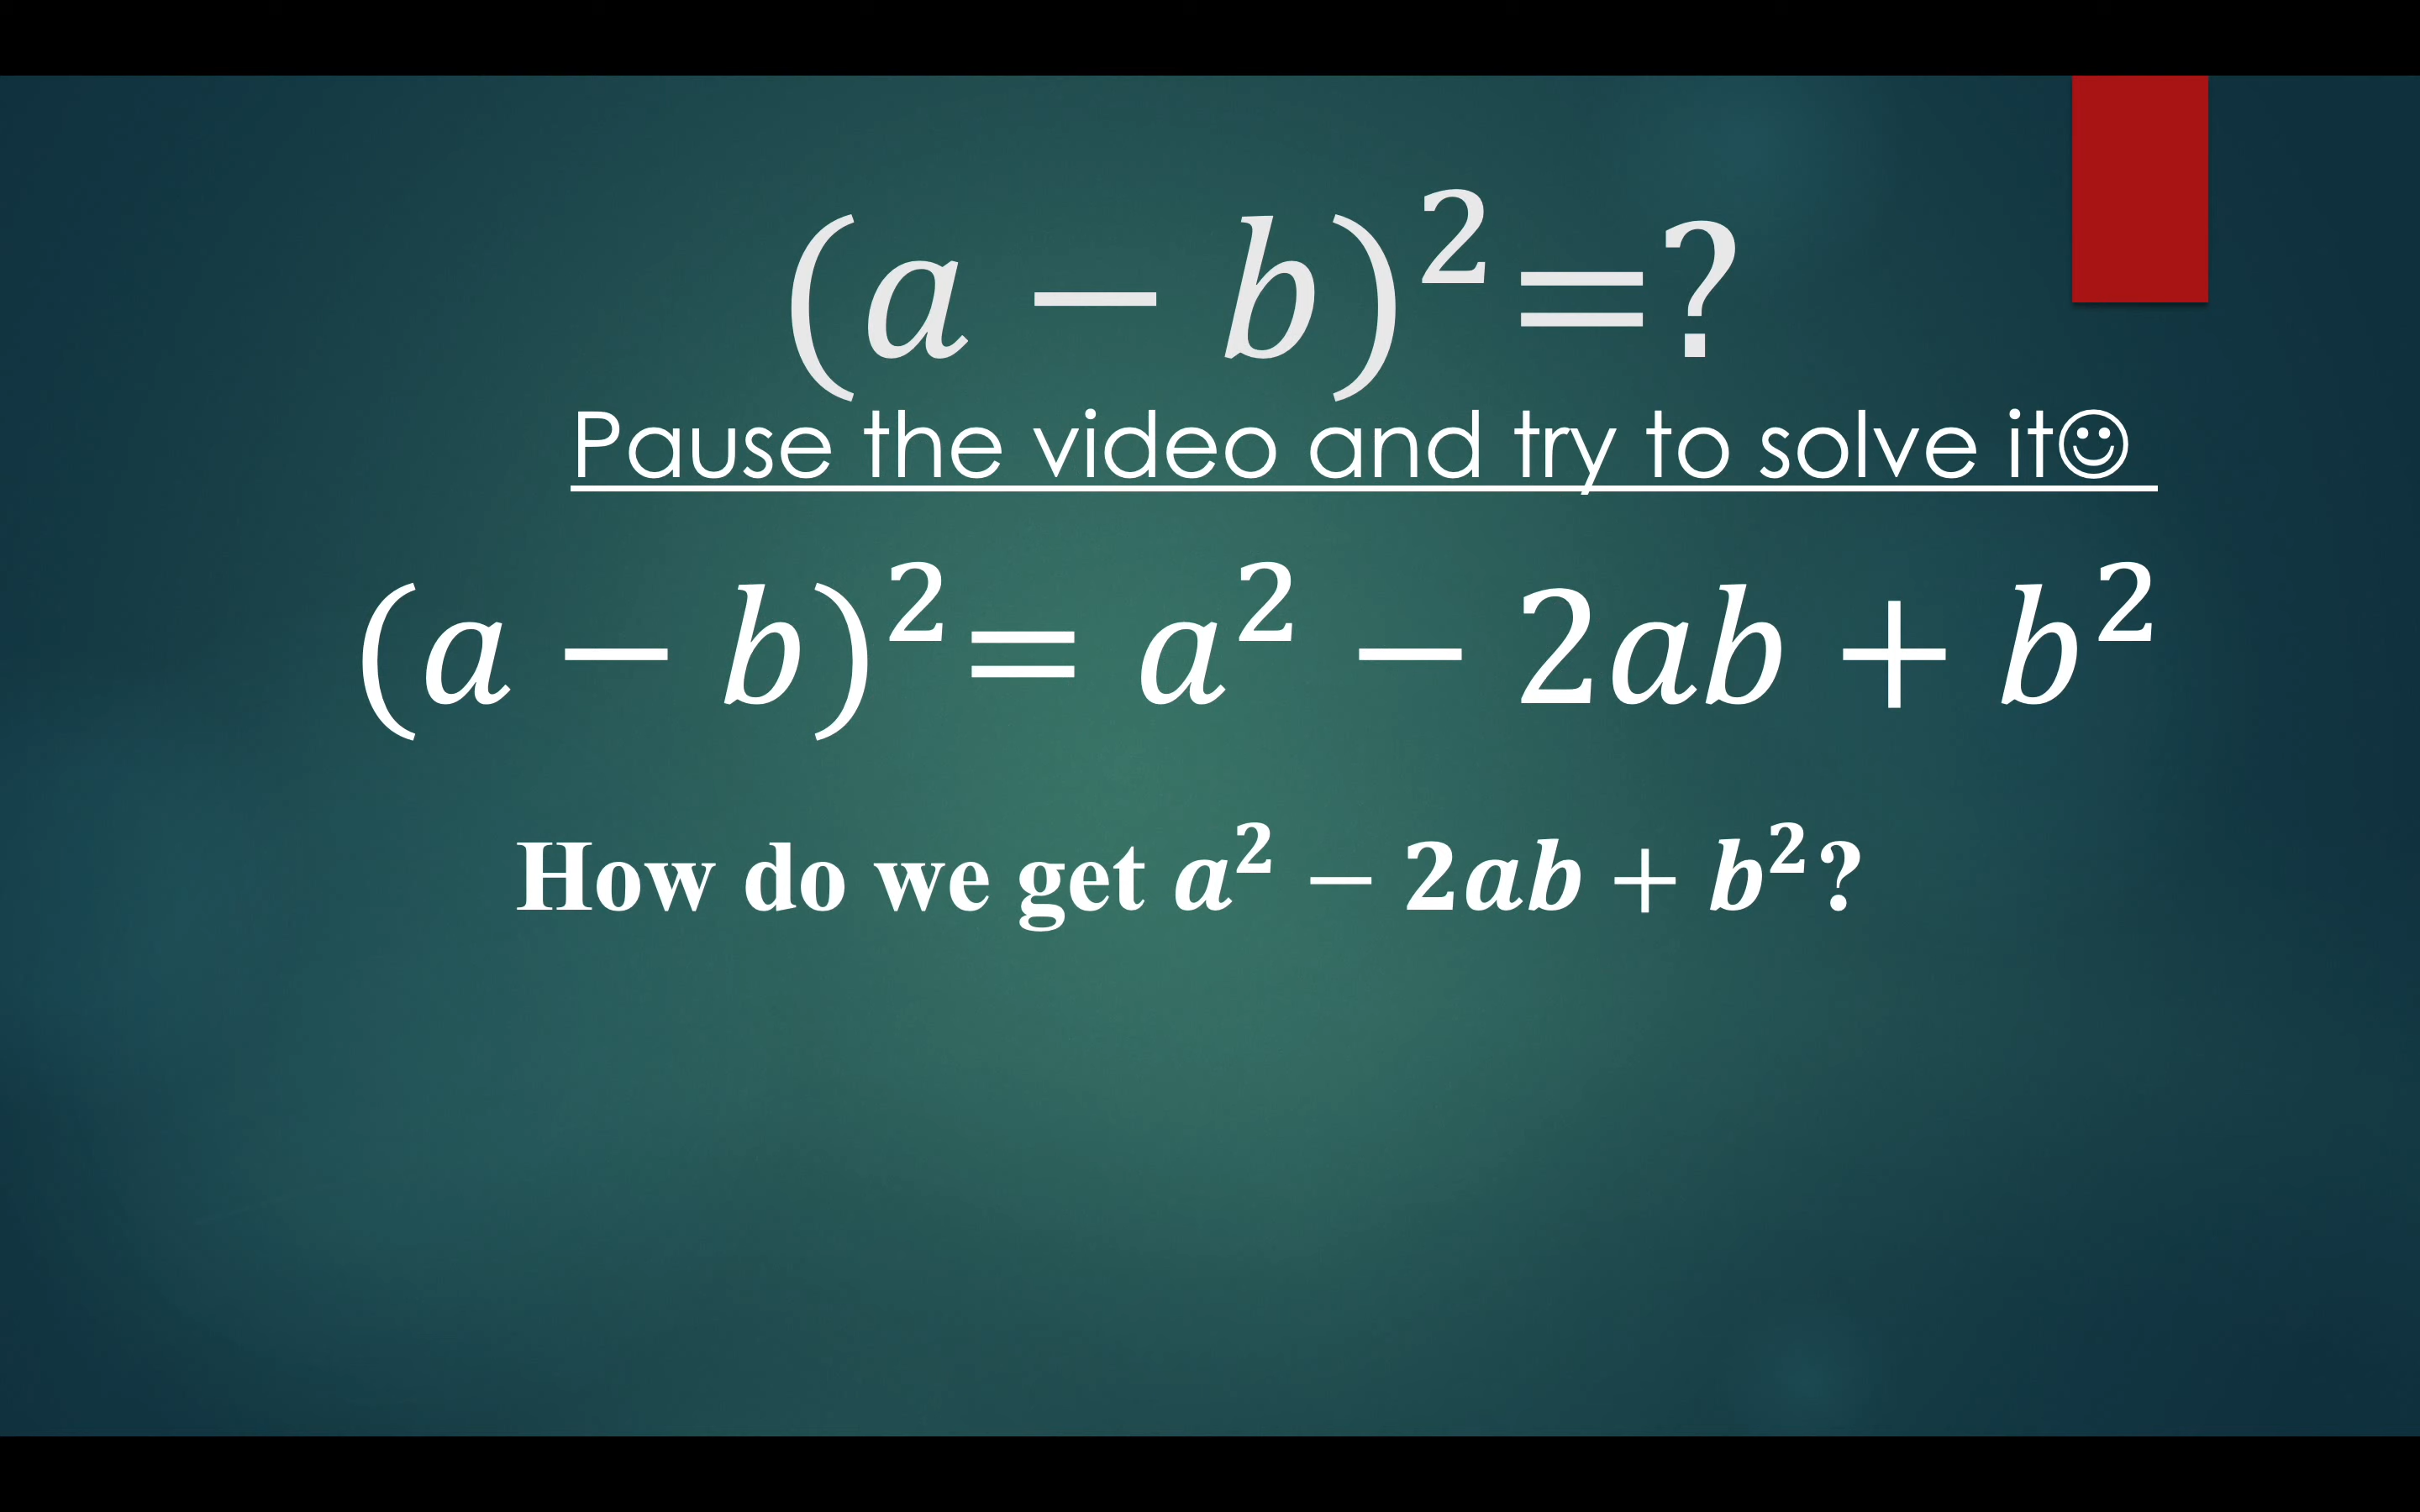 (a − b)²=?
Pause the video and try to solve it☺
(a − b)²= a² − 2ab + b²
How do we get a² − 2ab + b²?